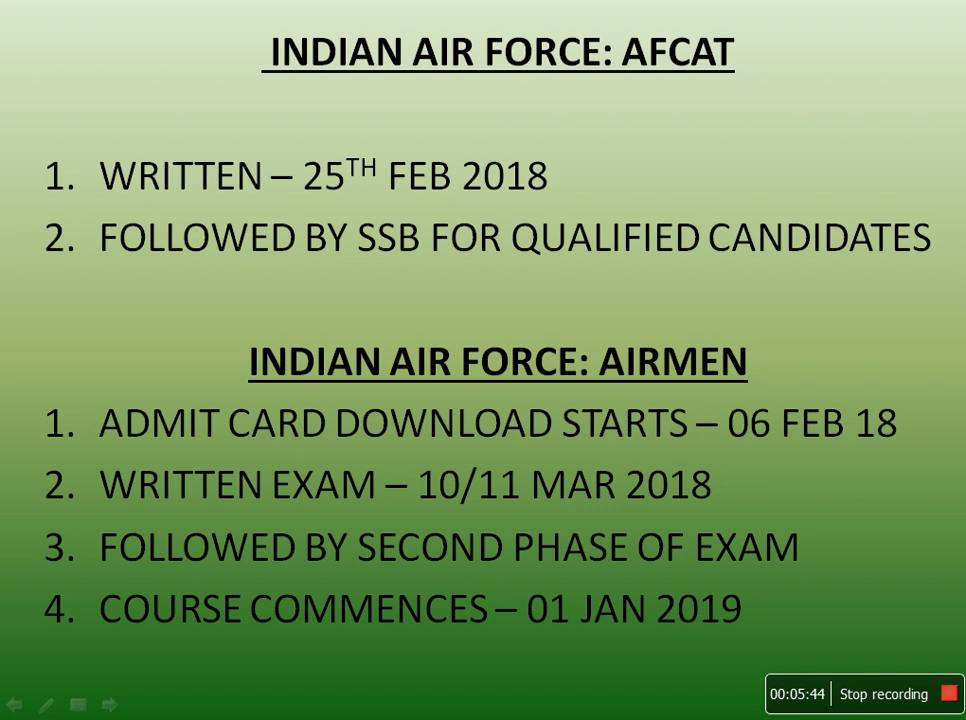 INDIAN AIR FORCE: AFCAT
1. WRITTEN – 25TH FEB 2018
2. FOLLOWED BY SSB FOR QUALIFIED CANDIDATES
INDIAN AIR FORCE: AIRMEN
1. ADMIT CARD DOWNLOAD STARTS – 06 FEB 18
2. WRITTEN EXAM – 10/11 MAR 2018
3. FOLLOWED BY SECOND PHASE OF EXAM
4. COURSE COMMENCES – 01 JAN 2019
00:05:44 Stop recording